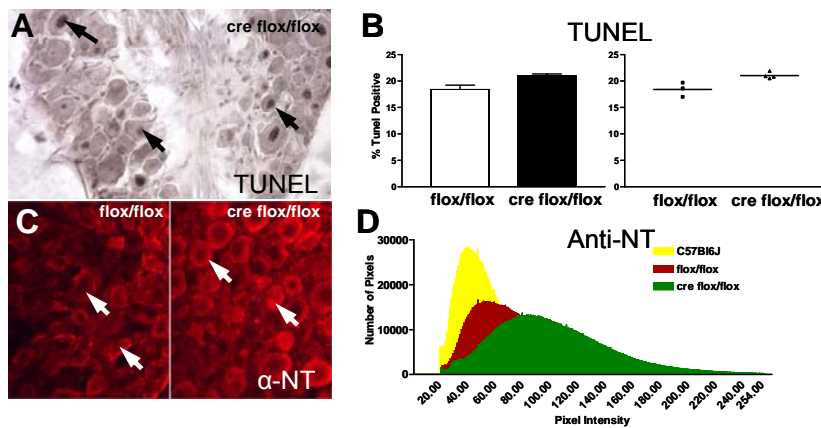 A
cre flox/flox
TUNEL
B
TUNEL
% Tunel Positive
25
20
15
10
5
0
flox/flox
cre flox/flox
25
20
15
10
5
0
flox/flox
cre flox/flox
C
flox/flox
cre flox/flox
α-NT
D
Anti-NT
C57Bl6J
flox/flox
cre flox/flox
Number of Pixels
30000
20000
10000
0
20.00
40.00
60.00
80.00
100.00
120.00
140.00
160.00
180.00
200.00
220.00
240.00
254.00
Pixel Intensity